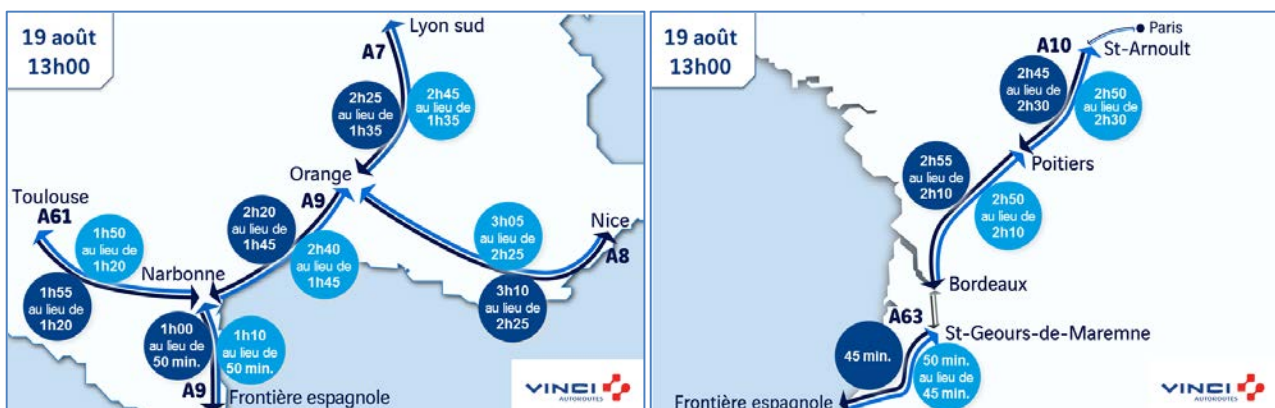 19 août
13h00
Lyon sud
A7
2h25
au lieu de
1h35
2h45
au lieu de
1h35
Orange
Toulouse
A61
A9
1h50
au lieu de
1h20
2h20
au lieu de
1h45
2h40
au lieu de
1h45
3h05
au lieu de
2h25
Nice
A8
Narbonne
1h55
au lieu de
1h20
3h10
au lieu de
2h25
1h00
au lieu de
50 min.
1h10
au lieu de
50 min.
A9
Frontière espagnole
VINCI
AUTOROUTES
19 août
13h00
Paris
A10
St-Arnoult
2h45
au lieu de
2h30
2h50
au lieu de
2h30
Poitiers
2h55
au lieu de
2h10
2h50
au lieu de
2h10
Bordeaux
A63
St-Geours-de-Maremne
45 min.
50 min.
au lieu de
45 min.
Frontière espagnole
VINCI
AUTOROUTES